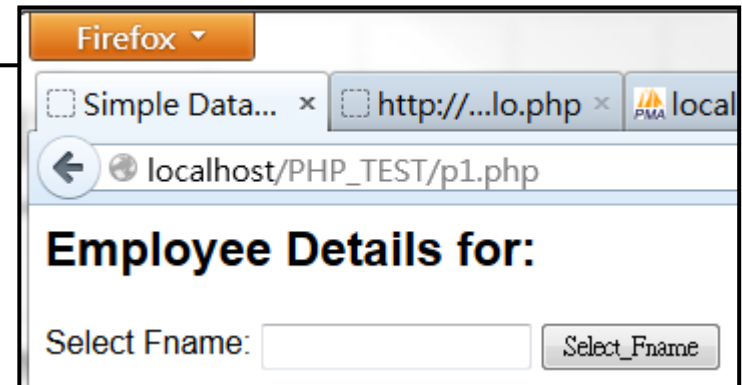 Firefox
Simple Data... × http://...lo.php × PMA local
localhost/PHP_TEST/p1.php
Employee Details for:
Select Fname: Select_Fname